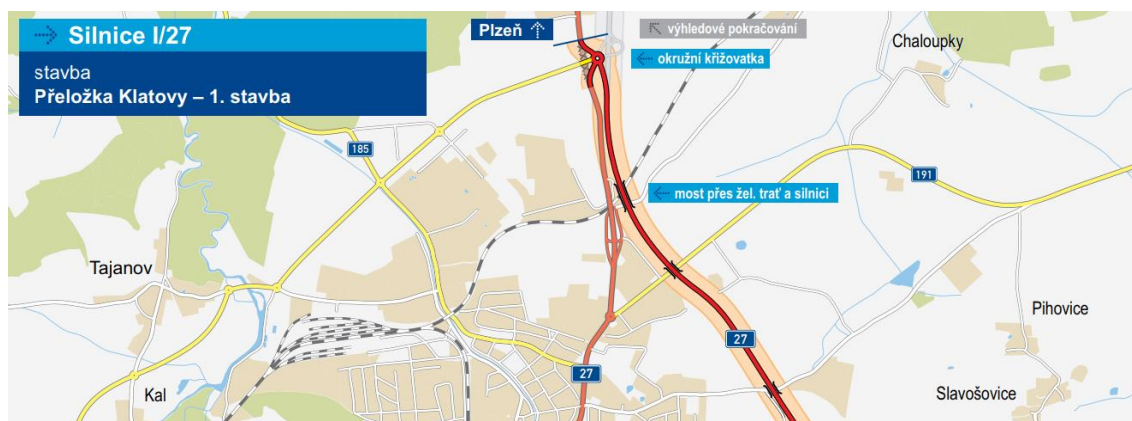 Silnice I/27
stavba
Přeložka Klatovy – 1. stavba
Plzeň
výhledové pokračování
okružní křižovatka
Chaloupky
185
191
most přes žel. trať a silnici
Tajanov
Pihovice
27
27
Kal
Slavošovice